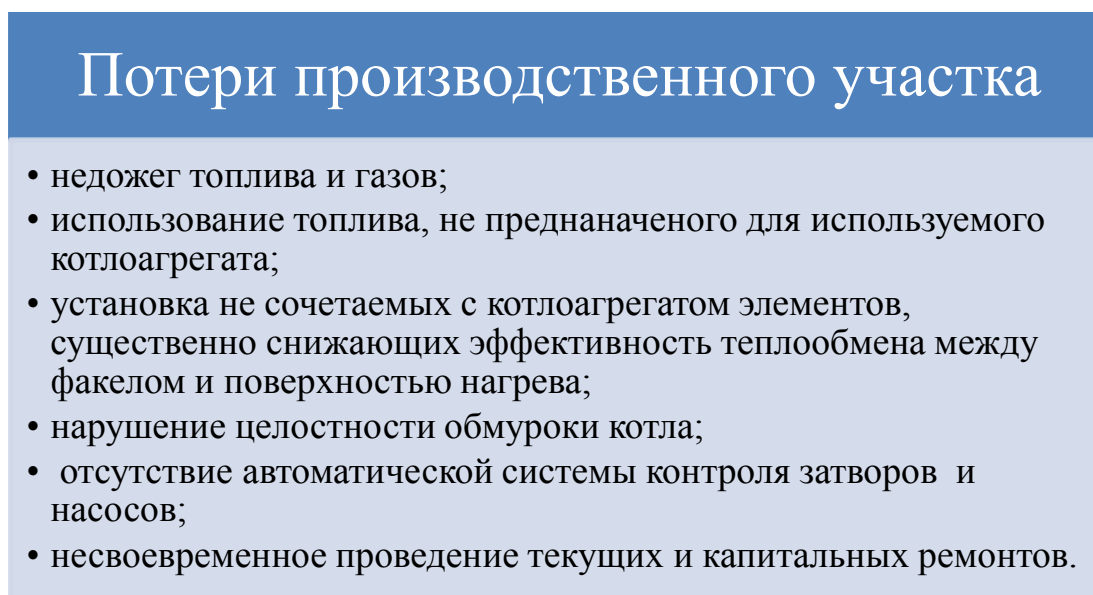 Потери производственного участка
• недожег топлива и газов;
• использование топлива, не преднаначеного для используемого
котлоагрегата;
• установка не сочетаемых с котлоагрегатом элементов,
существенно снижающих эффективность теплообмена между
факелом и поверхностью нагрева;
• нарушение целостности обмуроки котла;
• отсутствие автоматической системы контроля затворов и
насосов;
• несвоевременное проведение текущих и капитальных ремонтов.